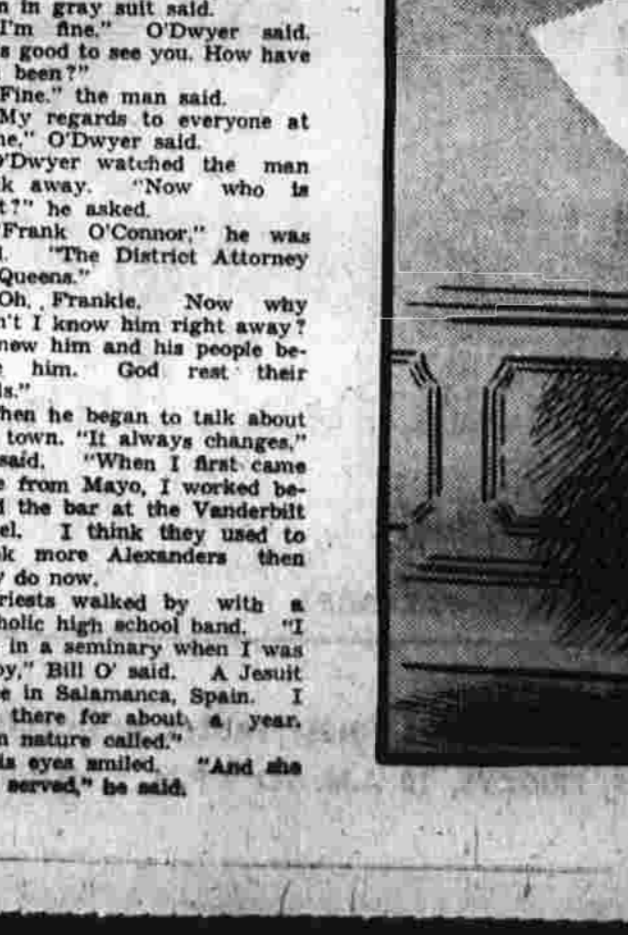 n in gray suit said.
I'm fine." O'Dwyer said.
s good to see you. How have
been?"
Fine." the man said.
My regards to everyone at
ne," O'Dwyer said.
O'Dwyer watched the man
k away. "Now who is
t?" he asked.
Frank O'Connor," he was
l. "The District Attorney
Queens."
Oh, Frankie. Now why
n't I know him right away?
new him and his people be-
e him. God rest their
ls."
hen he began to talk about
town. "It always changes,"
said. "When I first came
e from Mayo, I worked be-
d the bar at the Vanderbilt
el. I think they used to
k more Alexanders then
y do now.
riests walked by with a
holic high school band. "I
in a seminary when I was
oy," Bill O' said. A Jesuit
e in Salamanca, Spain. I
there for about a year.
n nature called."
is eyes smiled. "And she
served," he said.